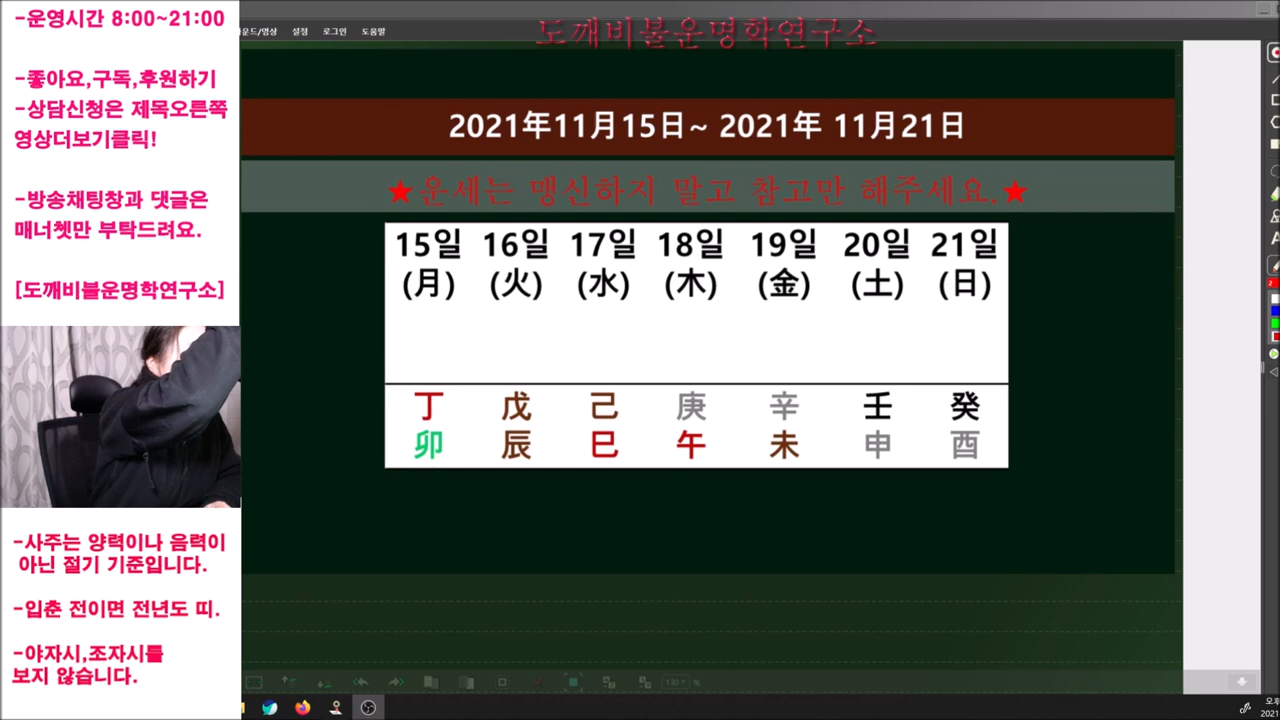 -운영시간 8:00~21:00
-좋아요,구독,후원하기
-상담신청은 제목오른쪽
영상더보기클릭!
-방송채팅창과 댓글은
매너쳇만 부탁드려요.
[도깨비불운명학연구소]
-사주는 양력이나 음력이
아닌 절기 기준입니다.
-입춘 전이면 전년도 띠.
-야자시,조자시를
보지 않습니다.
운드/영상 설정 로그인 도움말
도깨비불운명학연구소
2021年11月15日~ 2021年 11月21日
★운세는 맹신하지 말고 참고만 해주세요.★
15일 16일 17일 18일 19일 20일 21일
(月) (火) (水) (木) (金) (土) (日)
丁 戊 己 庚 辛 壬 癸
卯 辰 巳 午 未 申 酉
130 %
오후
2021